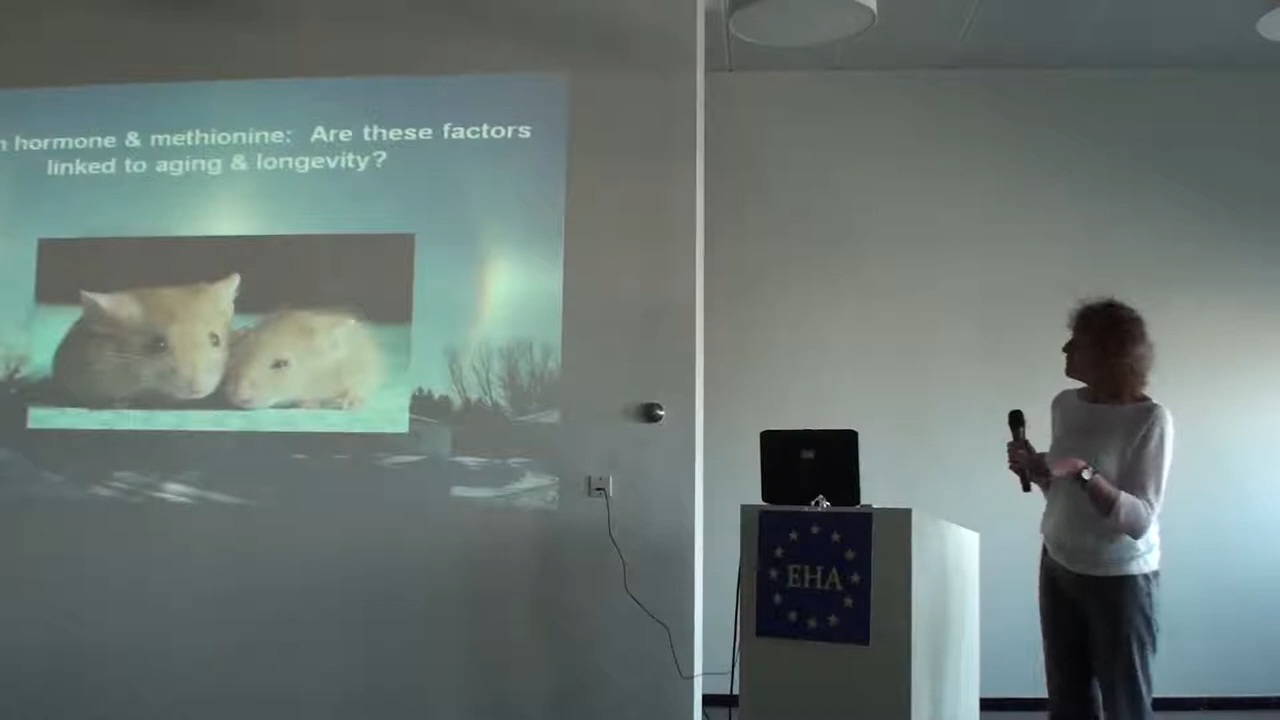 hormone & methionine: Are these factors
linked to aging & longevity?
EHA